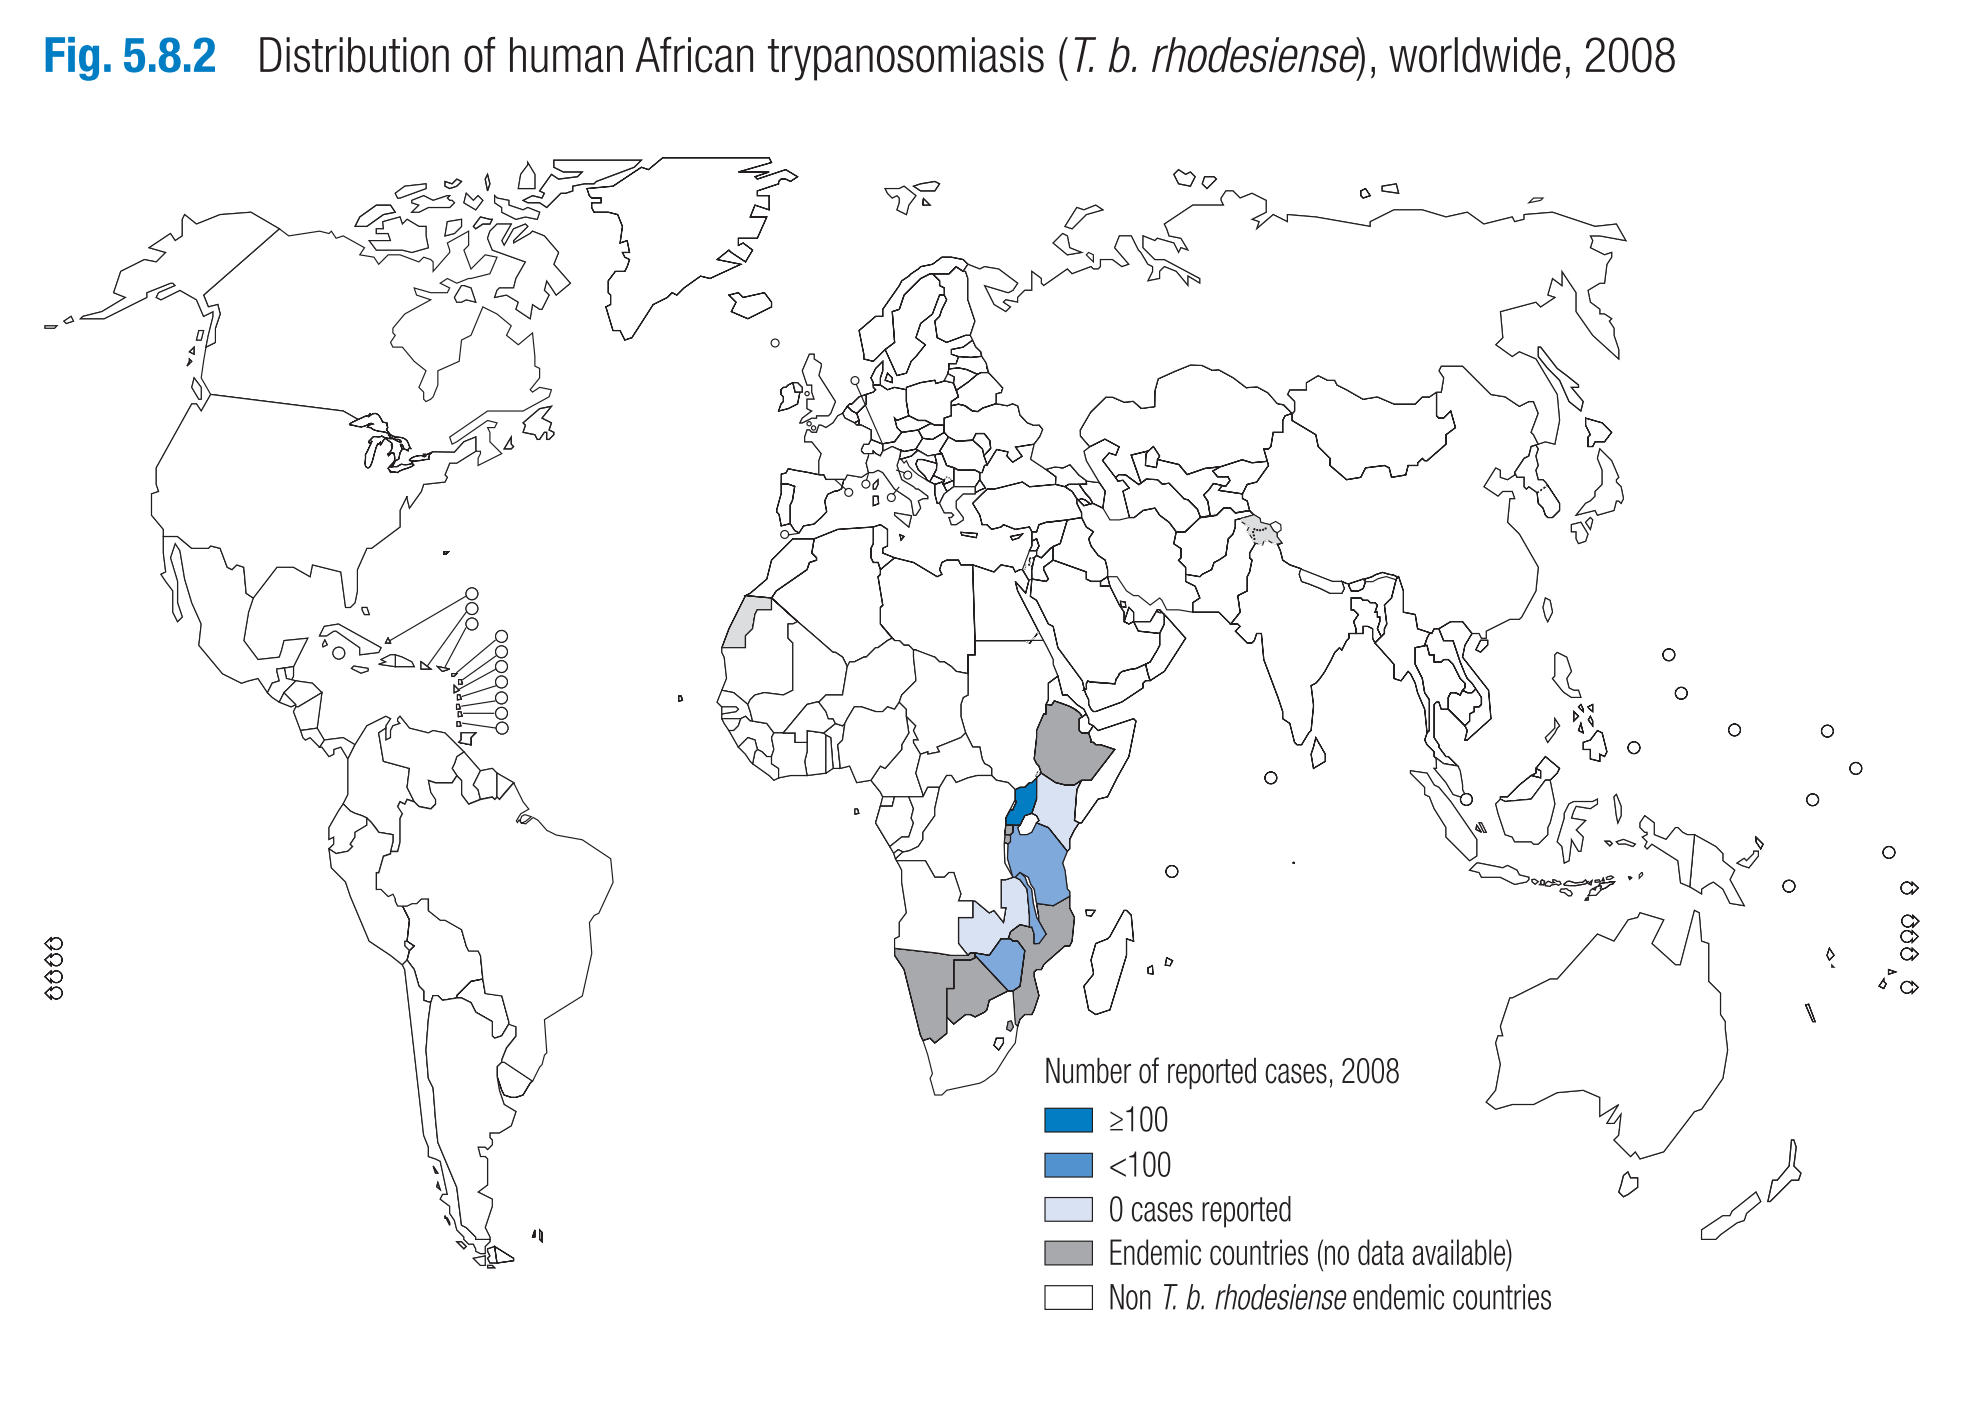 Fig. 5.8.2 Distribution of human African trypanosomiasis (T. b. rhodesiense), worldwide, 2008
Number of reported cases, 2008
≥100
<100
0 cases reported
Endemic countries (no data available)
Non T. b. rhodesiense endemic countries